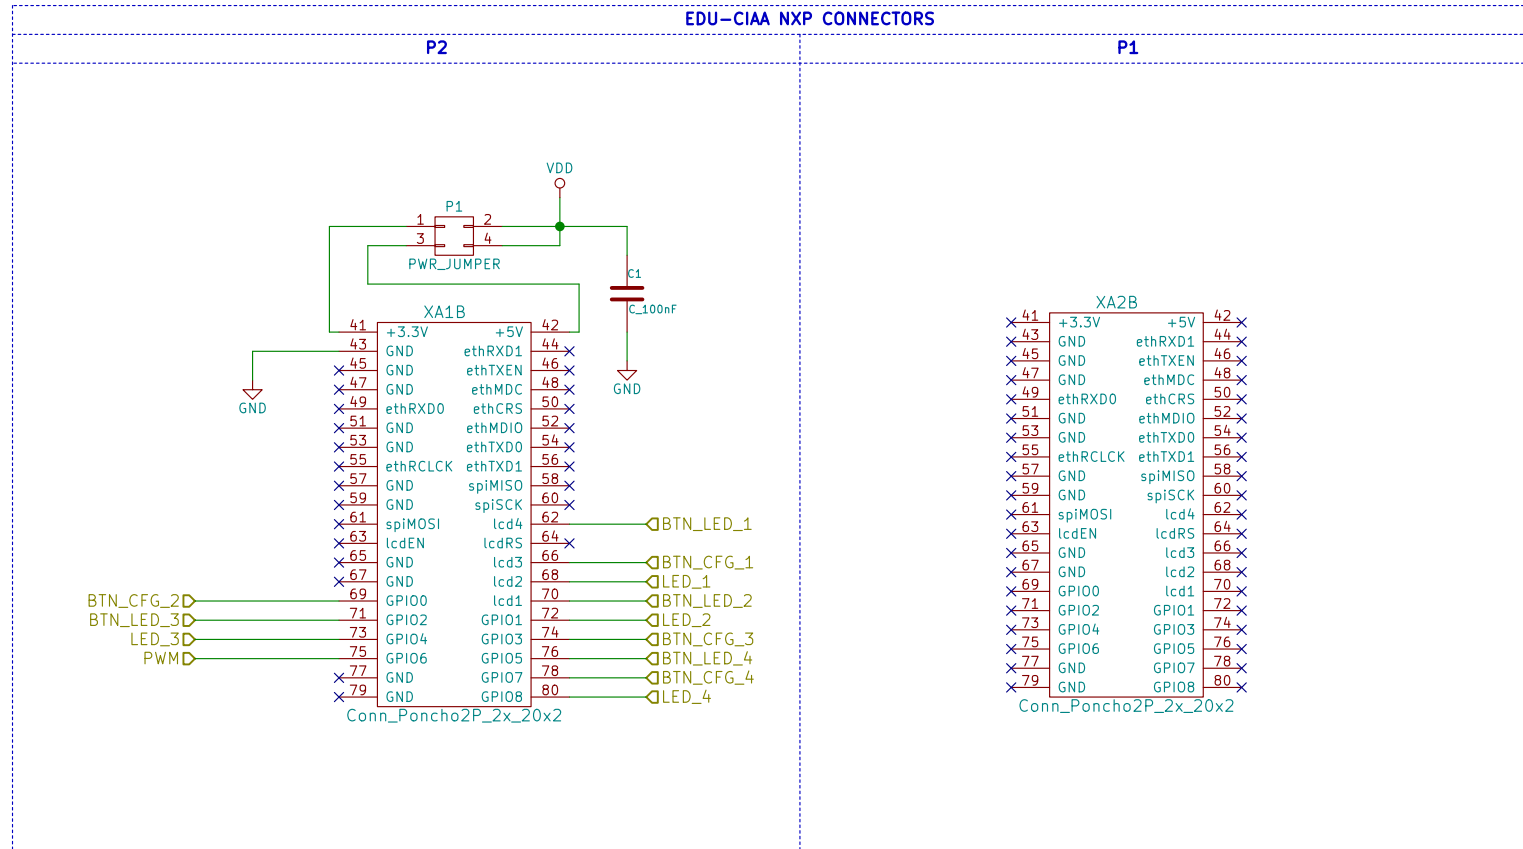 EDU-CIAA NXP CONNECTORS
P2
P1
VDD
P1
1 2
3 4
PWR_JUMPER
C1
C_100nF
GND
GND
XA1B
41 +3.3V +5V 42
43 GND ethRXD1 44
45 GND ethTXEN 46
47 GND ethMDC 48
49 ethRXD0 ethCRS 50
51 GND ethMDIO 52
53 GND ethTXD0 54
55 ethRCLCK ethTXD1 56
57 GND spiMISO 58
59 GND spiSCK 60
61 spiMOSI lcd4 62 BTN_LED_1
63 lcdEN lcdRS 64
65 GND lcd3 66 BTN_CFG_1
67 GND lcd2 68 LED_1
BTN_CFG_2 69 GPIO0 lcd1 70 BTN_LED_2
BTN_LED_3 71 GPIO2 GPIO1 72 LED_2
LED_3 73 GPIO4 GPIO3 74 BTN_CFG_3
PWM 75 GPIO6 GPIO5 76 BTN_LED_4
77 GND GPIO7 78 BTN_CFG_4
79 GND GPIO8 80 LED_4
Conn_Poncho2P_2x_20x2
XA2B
41 +3.3V +5V 42
43 GND ethRXD1 44
45 GND ethTXEN 46
47 GND ethMDC 48
49 ethRXD0 ethCRS 50
51 GND ethMDIO 52
53 GND ethTXD0 54
55 ethRCLCK ethTXD1 56
57 GND spiMISO 58
59 GND spiSCK 60
61 spiMOSI lcd4 62
63 lcdEN lcdRS 64
65 GND lcd3 66
67 GND lcd2 68
69 GPIO0 lcd1 70
71 GPIO2 GPIO1 72
73 GPIO4 GPIO3 74
75 GPIO6 GPIO5 76
77 GND GPIO7 78
79 GND GPIO8 80
Conn_Poncho2P_2x_20x2